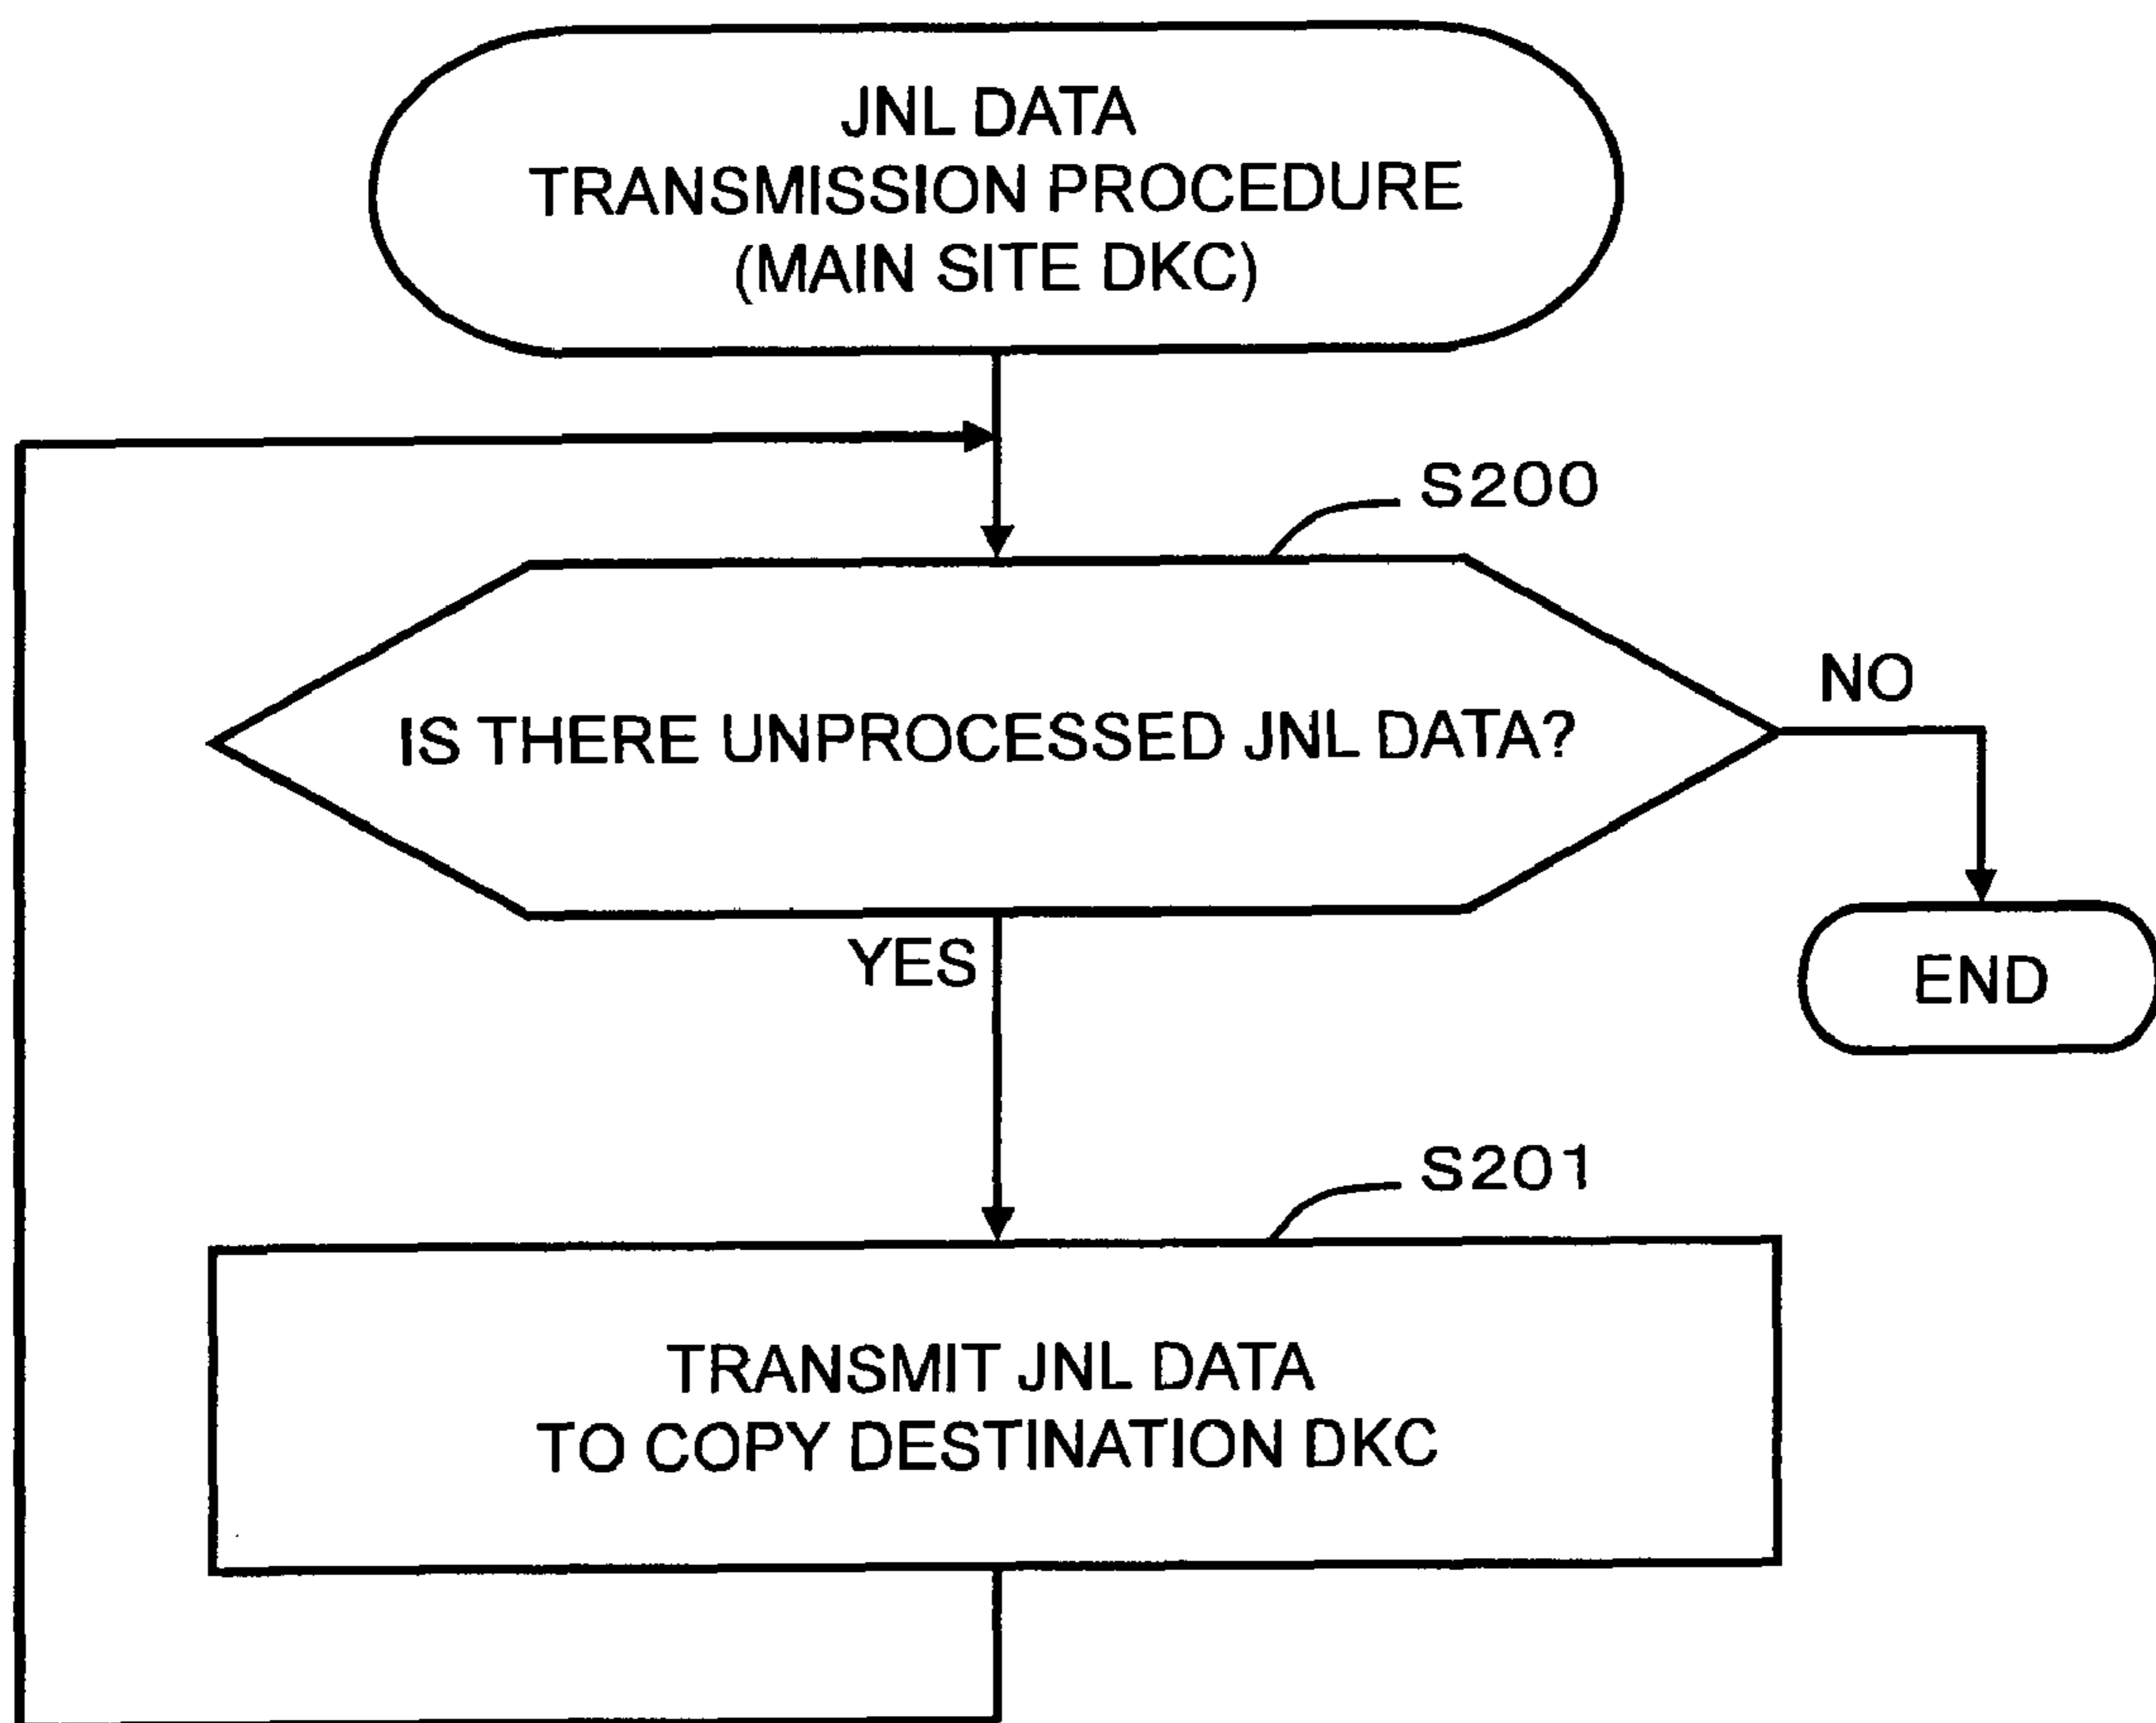 JNL DATA
TRANSMISSION PROCEDURE
(MAIN SITE DKC)
S200
IS THERE UNPROCESSED JNL DATA?
NO
YES
END
S201
TRANSMIT JNL DATA
TO COPY DESTINATION DKC